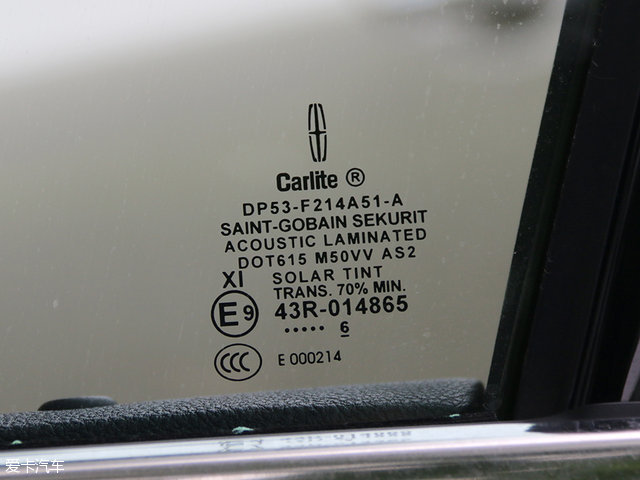 Carlite ®
DP53-F214A51-A
SAINT-GOBAIN SEKURIT
ACOUSTIC LAMINATED
DOT615 M50VV AS2
XI SOLAR TINT
TRANS. 70% MIN.
E9 43R-014865
..... 6
CCC E 000214
爱卡汽车